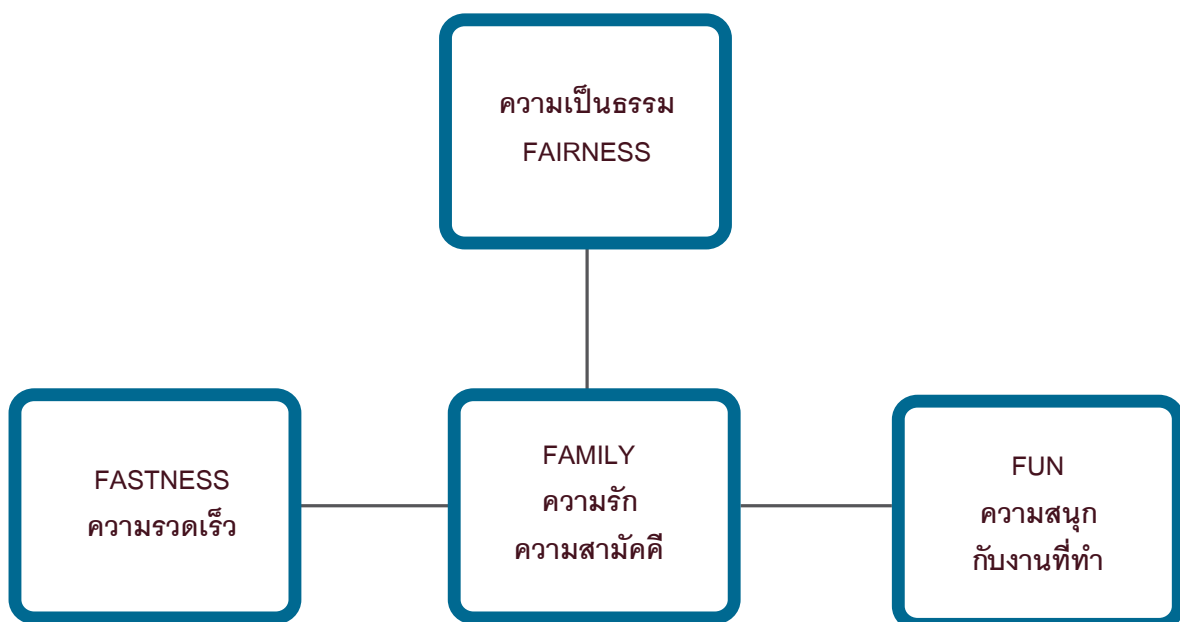 ความเป็นธรรม
FAIRNESS
FASTNESS
ความรวดเร็ว
FAMILY
ความรัก
ความสามัคคี
FUN
ความสนุก
กับงานที่ทำ